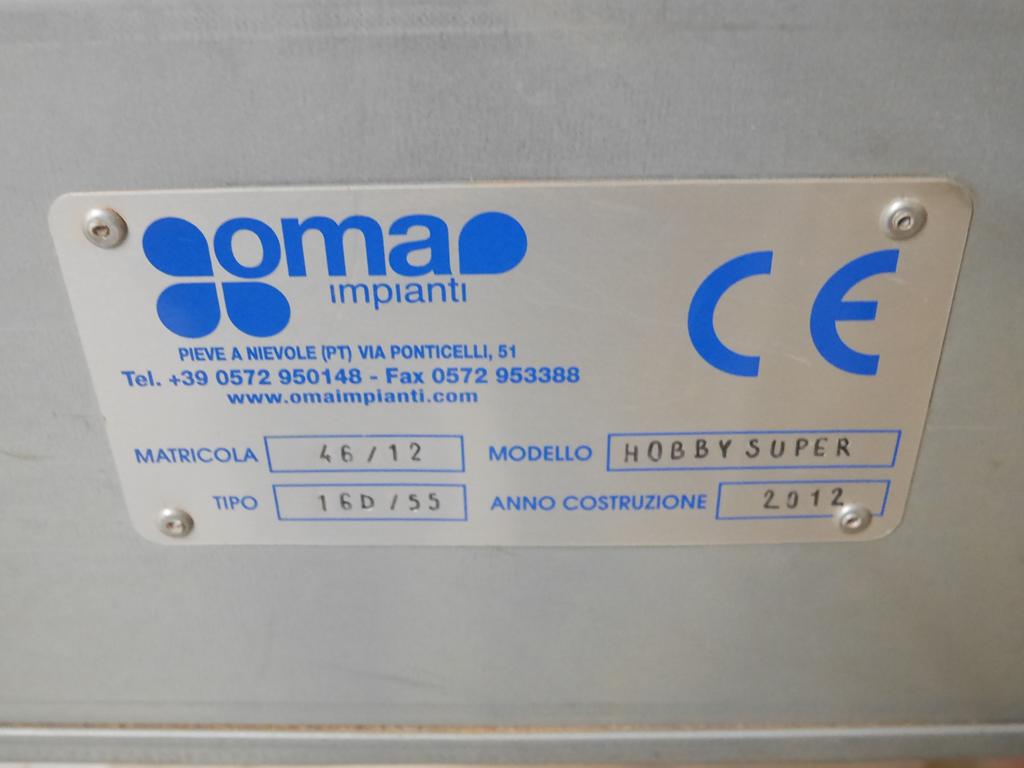 oma
impianti
PIEVE A NIEVOLE (PT) VIA PONTICELLI, 51
Tel. +39 0572 950148 - Fax 0572 953388
www.omaimpianti.com
CE
MATRICOLA 46/12 MODELLO HOBBY SUPER
TIPO 16D/55 ANNO COSTRUZIONE 2012